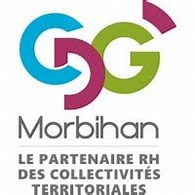 CDG
Morbihan
LE PARTENAIRE RH
DES COLLECTIVITÉS
TERRITORIALES